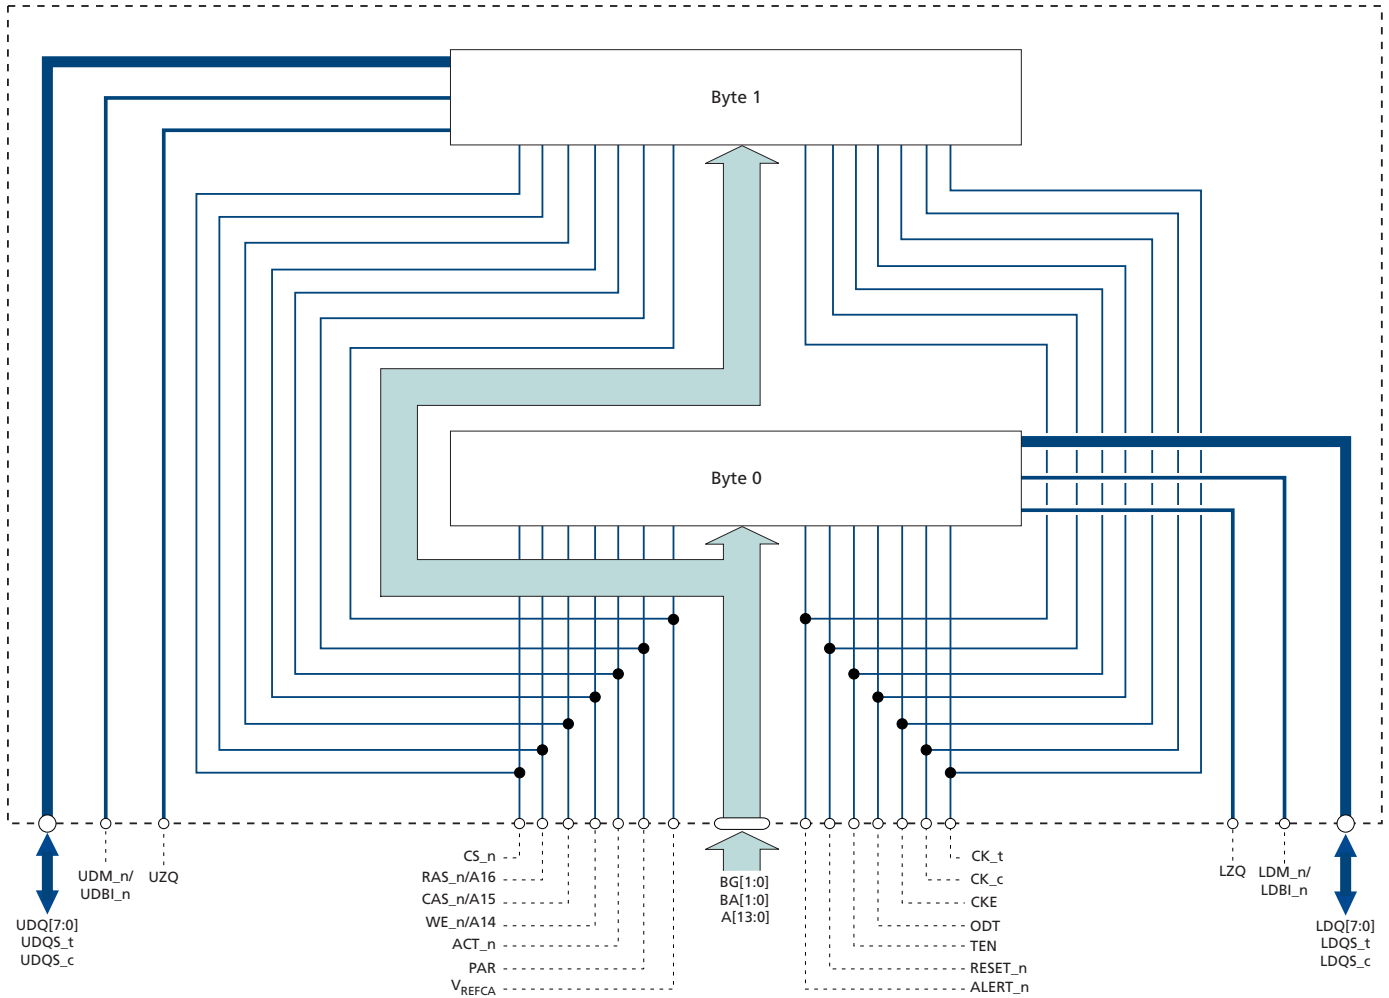 Byte 1
Byte 0
UDQ[7:0]
UDQS_t
UDQS_c
UDM_n/
UDBI_n
UZQ
CS_n
RAS_n/A16
CAS_n/A15
WE_n/A14
ACT_n
PAR
VREFCA
BG[1:0]
BA[1:0]
A[13:0]
CK_t
CK_c
CKE
ODT
TEN
RESET_n
ALERT_n
LZQ
LDM_n/
LDBI_n
LDQ[7:0]
LDQS_t
LDQS_c